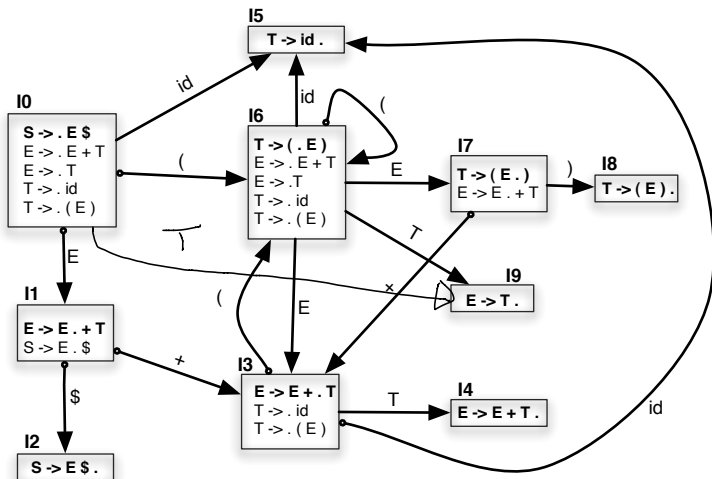 I5
T -> id .
id
I0
S -> . E $
E -> . E + T
E -> . T
T -> . id
T -> . ( E )
(
id
(
I6
T -> ( . E )
E -> . E + T
E -> . T
T -> . id
T -> . ( E )
E
I7
T -> ( E . )
E -> E . + T
)
I8
T -> ( E ) .
T
T
E
I9
E -> T .
+
I1
E -> E . + T
S -> E . $
(
E
+
I3
E -> E + . T
T -> . id
T -> . ( E )
T
I4
E -> E + T .
id
$
I2
S -> E $ .